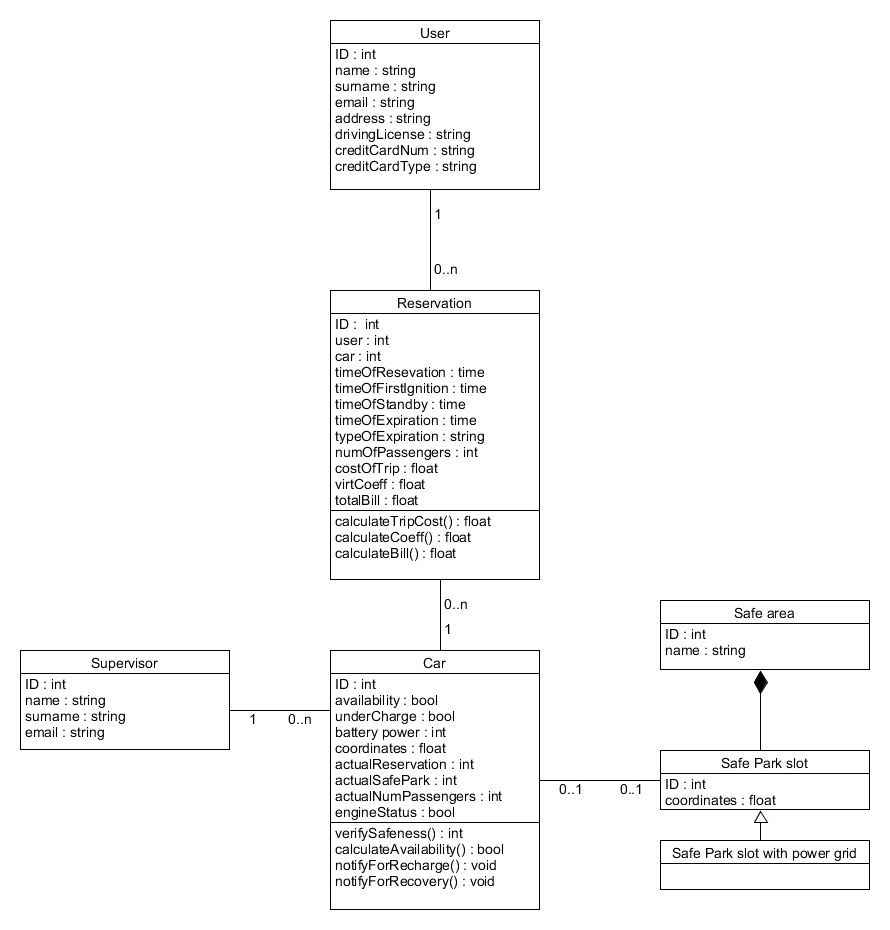 User
ID : int
name : string
surname : string
email : string
address : string
drivingLicense : string
creditCardNum : string
creditCardType : string
1
0..n
Reservation
ID :  int
user : int
car : int
timeOfResevation : time
timeOfFirstIgnition : time
timeOfStandby : time
timeOfExpiration : time
typeOfExpiration : string
numOfPassengers : int
costOfTrip : float
virtCoeff : float
totalBill : float
calculateTripCost() : float
calculateCoeff() : float
calculateBill() : float
0..n
1
Supervisor
ID : int
name : string
surname : string
email : string
1
0..n
Car
ID : int
availability : bool
underCharge : bool
battery power : int
coordinates : float
actualReservation : int
actualSafePark : int
actualNumPassengers : int
engineStatus : bool
verifySafeness() : int
calculateAvailability() : bool
notifyForRecharge() : void
notifyForRecovery() : void
0..1
0..1
Safe area
ID : int
name : string
Safe Park slot
ID : int
coordinates : float
Safe Park slot with power grid